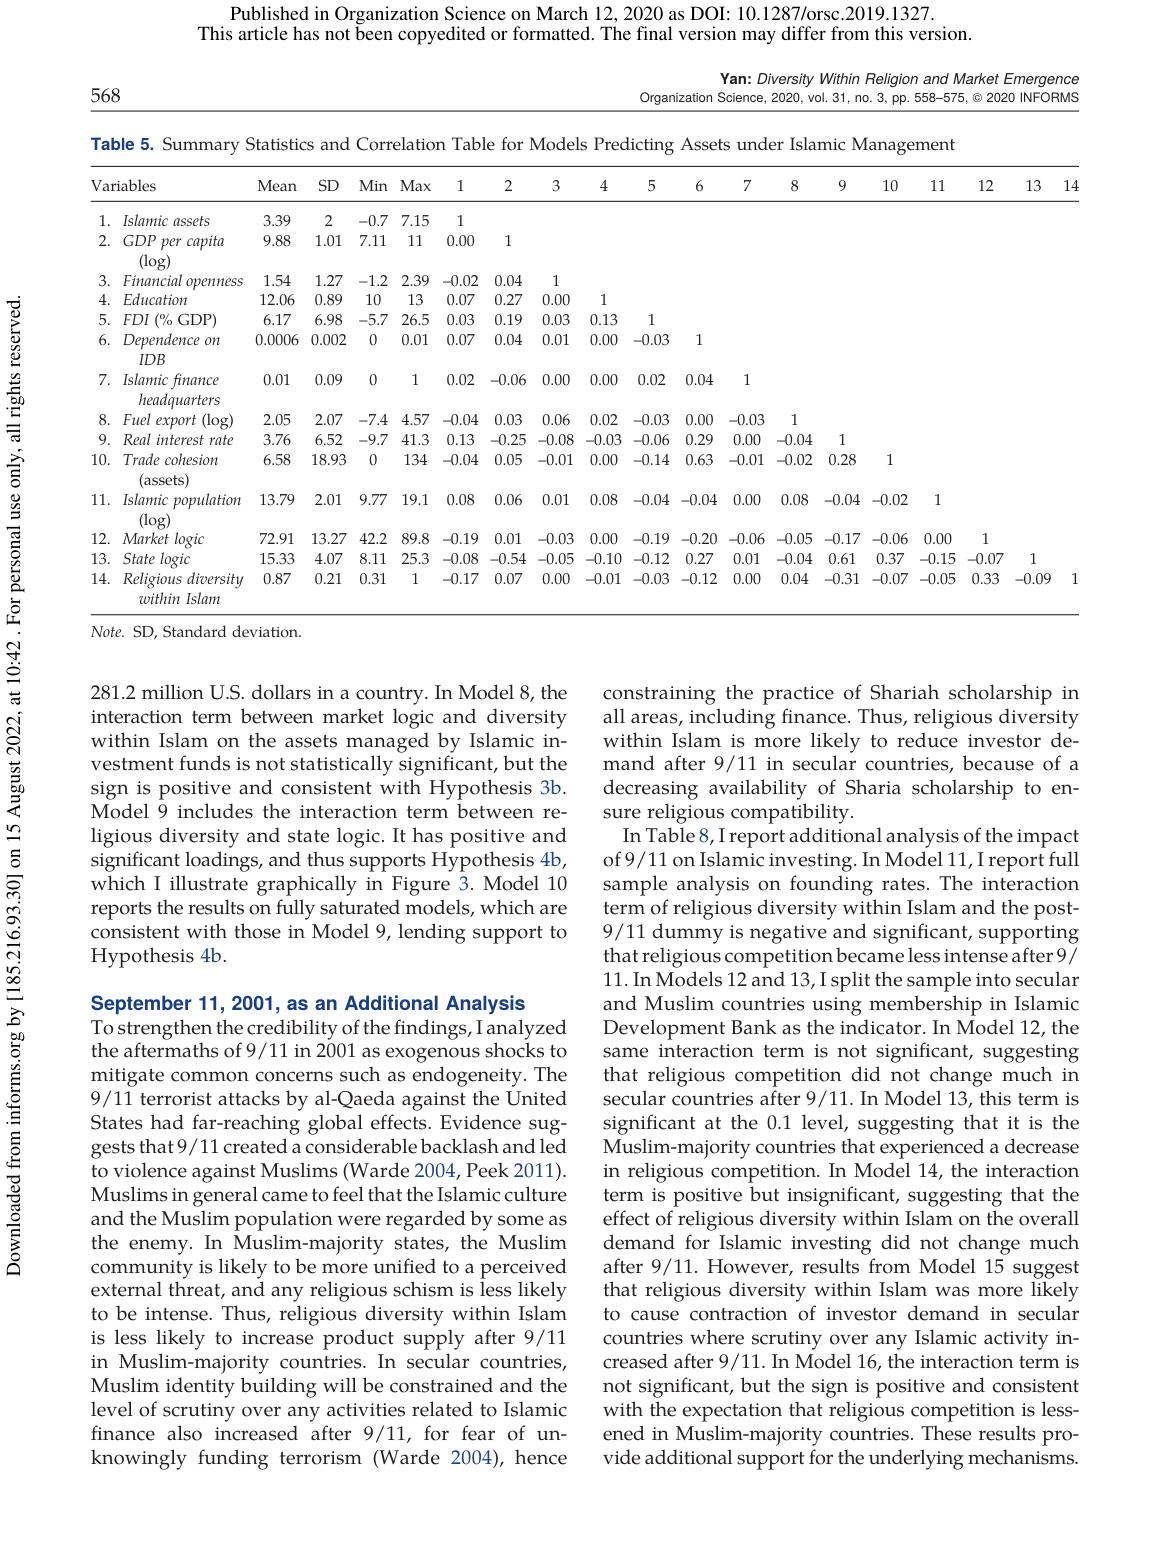 Published in Organization Science on March 12, 2020 as DOI: 10.1287/orsc.2019.1327.
This article has not been copyedited or formatted. The final version may differ from this version.
Yan: Diversity Within Religion and Market Emergence
568 Organization Science, 2020, vol. 31, no. 3, pp. 558–575, © 2020 INFORMS
Table 5. Summary Statistics and Correlation Table for Models Predicting Assets under Islamic Management
Variables Mean SD Min Max 1 2 3 4 5 6 7 8 9 10 11 12 13 14
1. Islamic assets 3.39 2 –0.7 7.15 1
2. GDP per capita 9.88 1.01 7.11 11 0.00 1
(log)
3. Financial openness 1.54 1.27 –1.2 2.39 –0.02 0.04 1
4. Education 12.06 0.89 10 13 0.07 0.27 0.00 1
5. FDI (% GDP) 6.17 6.98 –5.7 26.5 0.03 0.19 0.03 0.13 1
6. Dependence on 0.0006 0.002 0 0.01 0.07 0.04 0.01 0.00 –0.03 1
IDB
7. Islamic finance 0.01 0.09 0 1 0.02 –0.06 0.00 0.00 0.02 0.04 1
headquarters
8. Fuel export (log) 2.05 2.07 –7.4 4.57 –0.04 0.03 0.06 0.02 –0.03 0.00 –0.03 1
9. Real interest rate 3.76 6.52 –9.7 41.3 0.13 –0.25 –0.08 –0.03 –0.06 0.29 0.00 –0.04 1
10. Trade cohesion 6.58 18.93 0 134 –0.04 0.05 –0.01 0.00 –0.14 0.63 –0.01 –0.02 0.28 1
(assets)
11. Islamic population 13.79 2.01 9.77 19.1 0.08 0.06 0.01 0.08 –0.04 –0.04 0.00 0.08 –0.04 –0.02 1
(log)
12. Market logic 72.91 13.27 42.2 89.8 –0.19 0.01 –0.03 0.00 –0.19 –0.20 –0.06 –0.05 –0.17 –0.06 0.00 1
13. State logic 15.33 4.07 8.11 25.3 –0.08 –0.54 –0.05 –0.10 –0.12 0.27 0.01 –0.04 0.61 0.37 –0.15 –0.07 1
14. Religious diversity 0.87 0.21 0.31 1 –0.17 0.07 0.00 –0.01 –0.03 –0.12 0.00 0.04 –0.31 –0.07 –0.05 0.33 –0.09 1
within Islam
Note. SD, Standard deviation.
281.2 million U.S. dollars in a country. In Model 8, the
interaction term between market logic and diversity
within Islam on the assets managed by Islamic in-
vestment funds is not statistically significant, but the
sign is positive and consistent with Hypothesis 3b.
Model 9 includes the interaction term between re-
ligious diversity and state logic. It has positive and
significant loadings, and thus supports Hypothesis 4b,
which I illustrate graphically in Figure 3. Model 10
reports the results on fully saturated models, which are
consistent with those in Model 9, lending support to
Hypothesis 4b.
September 11, 2001, as an Additional Analysis
To strengthen the credibility of the findings, I analyzed
the aftermaths of 9/11 in 2001 as exogenous shocks to
mitigate common concerns such as endogeneity. The
9/11 terrorist attacks by al-Qaeda against the United
States had far-reaching global effects. Evidence sug-
gests that 9/11 created a considerable backlash and led
to violence against Muslims (Warde 2004, Peek 2011).
Muslims in general came to feel that the Islamic culture
and the Muslim population were regarded by some as
the enemy. In Muslim-majority states, the Muslim
community is likely to be more unified to a perceived
external threat, and any religious schism is less likely
to be intense. Thus, religious diversity within Islam
is less likely to increase product supply after 9/11
in Muslim-majority countries. In secular countries,
Muslim identity building will be constrained and the
level of scrutiny over any activities related to Islamic
finance also increased after 9/11, for fear of un-
knowingly funding terrorism (Warde 2004), hence
constraining the practice of Shariah scholarship in
all areas, including finance. Thus, religious diversity
within Islam is more likely to reduce investor de-
mand after 9/11 in secular countries, because of a
decreasing availability of Sharia scholarship to en-
sure religious compatibility.
In Table 8, I report additional analysis of the impact
of 9/11 on Islamic investing. In Model 11, I report full
sample analysis on founding rates. The interaction
term of religious diversity within Islam and the post-
9/11 dummy is negative and significant, supporting
that religious competition became less intense after 9/
11. In Models 12 and 13, I split the sample into secular
and Muslim countries using membership in Islamic
Development Bank as the indicator. In Model 12, the
same interaction term is not significant, suggesting
that religious competition did not change much in
secular countries after 9/11. In Model 13, this term is
significant at the 0.1 level, suggesting that it is the
Muslim-majority countries that experienced a decrease
in religious competition. In Model 14, the interaction
term is positive but insignificant, suggesting that the
effect of religious diversity within Islam on the overall
demand for Islamic investing did not change much
after 9/11. However, results from Model 15 suggest
that religious diversity within Islam was more likely
to cause contraction of investor demand in secular
countries where scrutiny over any Islamic activity in-
creased after 9/11. In Model 16, the interaction term is
not significant, but the sign is positive and consistent
with the expectation that religious competition is less-
ened in Muslim-majority countries. These results pro-
vide additional support for the underlying mechanisms.
Downloaded from informs.org by [185.216.93.30] on 15 August 2022, at 10:42 . For personal use only, all rights reserved.